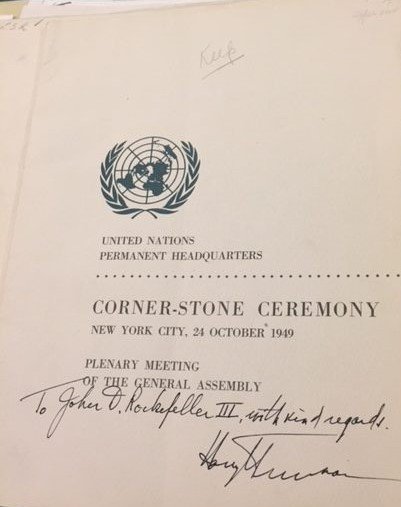 Keep
UNITED NATIONS
PERMANENT HEADQUARTERS
CORNER-STONE CEREMONY
NEW YORK CITY, 24 OCTOBER 1949
PLENARY MEETING
OF THE GENERAL ASSEMBLY
To John D. Rockefeller III, with kind regards.
Harry Truman